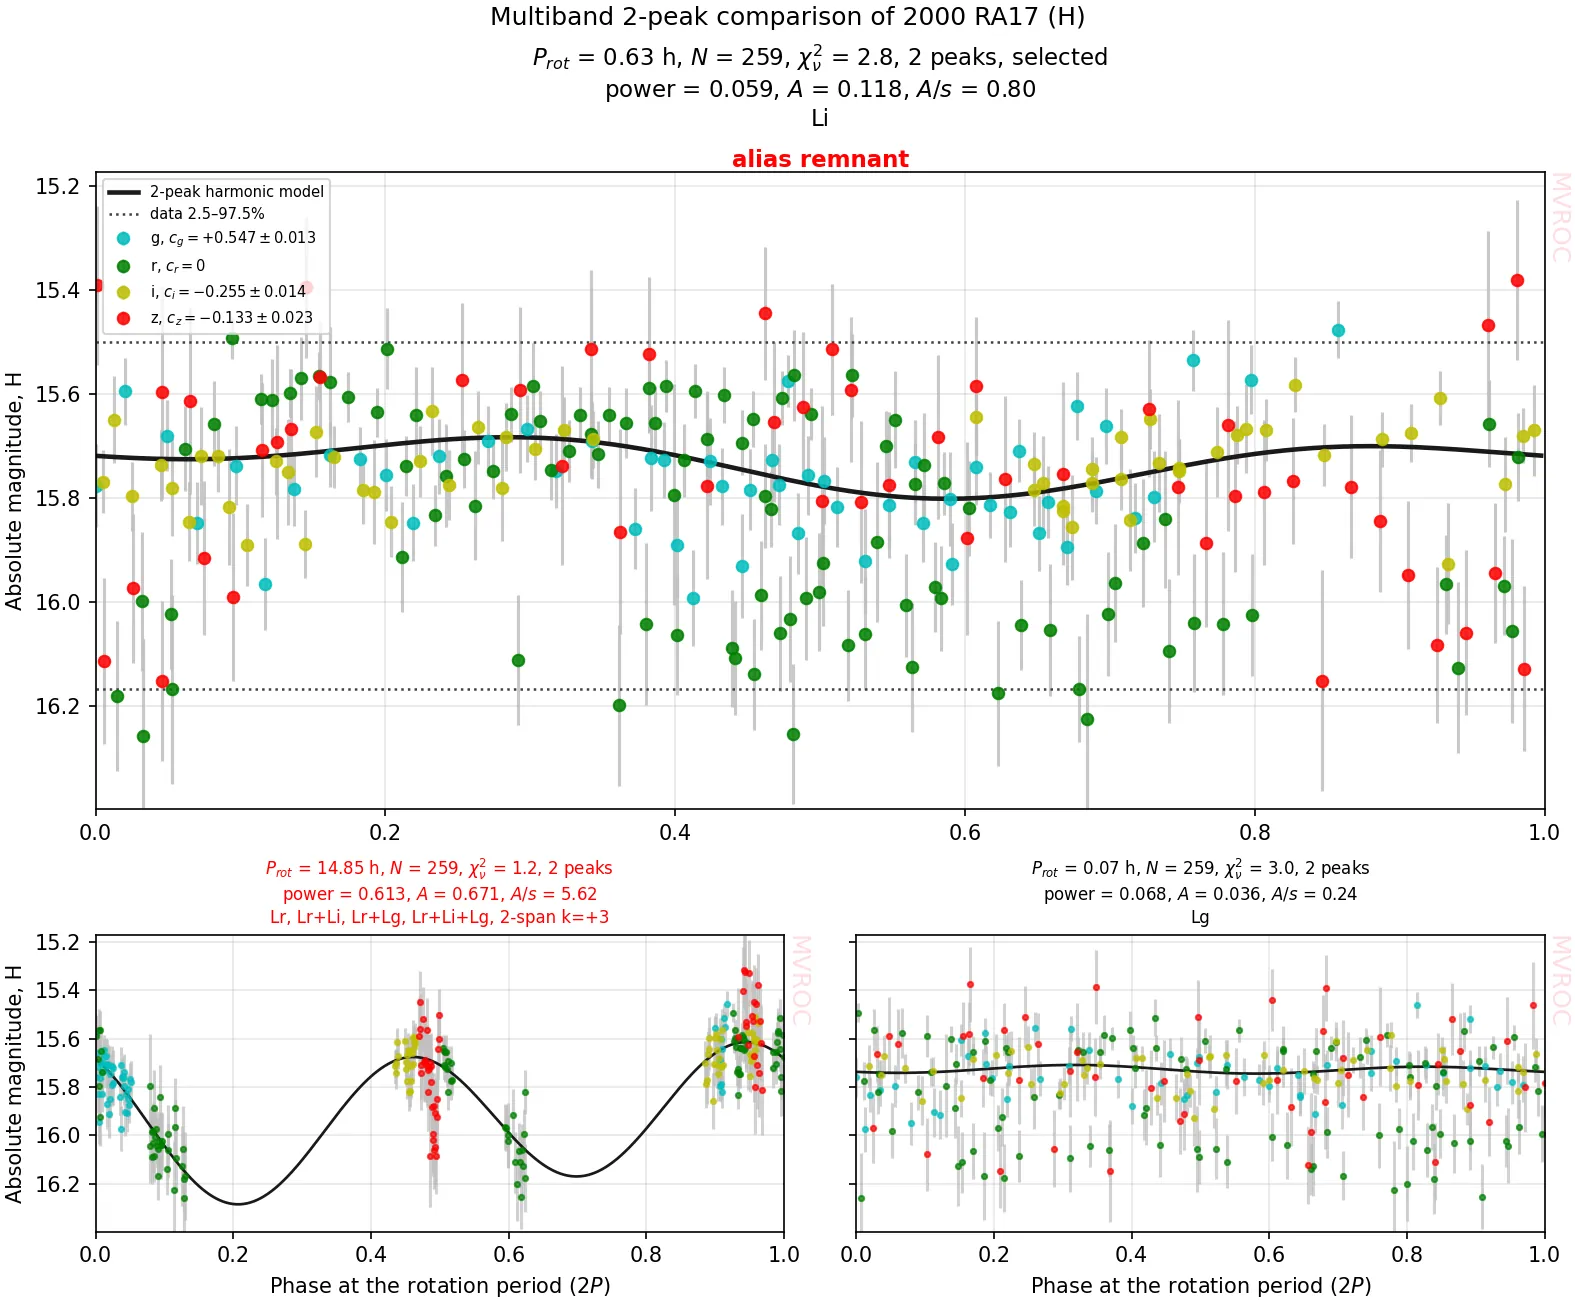 Multiband 2-peak comparison of 2000 RA17 (H)
P_rot = 0.63 h, N = 259, χ²_ν = 2.8, 2 peaks, selected
power = 0.059, A = 0.118, A/s = 0.80
Li
alias remnant
2-peak harmonic model
data 2.5–97.5%
g, c_g = +0.547 ± 0.013
r, c_r = 0
i, c_i = −0.255 ± 0.014
z, c_z = −0.133 ± 0.023
15.2
15.4
15.6
15.8
16.0
16.2
Absolute magnitude, H
0.0 0.2 0.4 0.6 0.8 1.0
MVROC
P_rot = 14.85 h, N = 259, χ²_ν = 1.2, 2 peaks
power = 0.613, A = 0.671, A/s = 5.62
Lr, Lr+Li, Lr+Lg, Lr+Li+Lg, 2-span k=+3
15.2
15.4
15.6
15.8
16.0
16.2
Absolute magnitude, H
0.0 0.2 0.4 0.6 0.8 1.0
Phase at the rotation period (2P)
MVROC
P_rot = 0.07 h, N = 259, χ²_ν = 3.0, 2 peaks
power = 0.068, A = 0.036, A/s = 0.24
Lg
0.0 0.2 0.4 0.6 0.8 1.0
Phase at the rotation period (2P)
MVROC